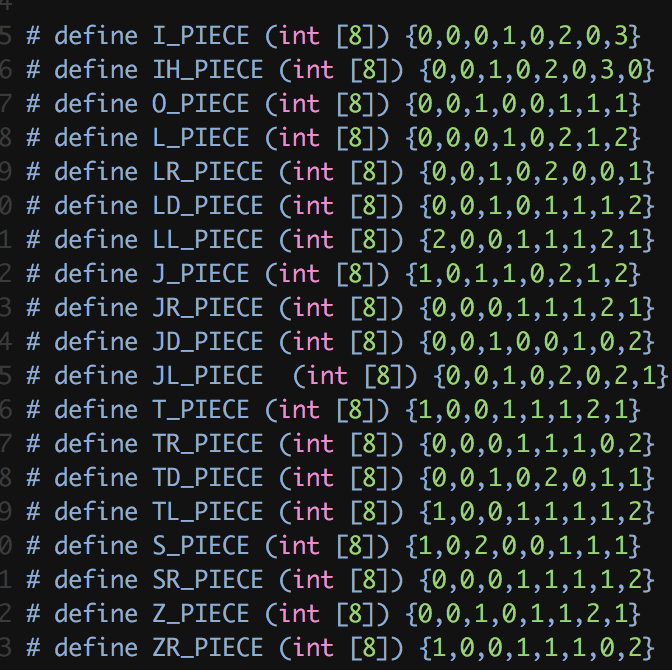 5 # define I_PIECE (int [8]) {0,0,0,1,0,2,0,3}
6 # define IH_PIECE (int [8]) {0,0,1,0,2,0,3,0}
7 # define O_PIECE (int [8]) {0,0,1,0,0,1,1,1}
8 # define L_PIECE (int [8]) {0,0,0,1,0,2,1,2}
9 # define LR_PIECE (int [8]) {0,0,1,0,2,0,0,1}
0 # define LD_PIECE (int [8]) {0,0,1,0,1,1,1,2}
1 # define LL_PIECE (int [8]) {2,0,0,1,1,1,2,1}
2 # define J_PIECE (int [8]) {1,0,1,1,0,2,1,2}
3 # define JR_PIECE (int [8]) {0,0,0,1,1,1,2,1}
4 # define JD_PIECE (int [8]) {0,0,1,0,0,1,0,2}
5 # define JL_PIECE  (int [8]) {0,0,1,0,2,0,2,1}
6 # define T_PIECE (int [8]) {1,0,0,1,1,1,2,1}
7 # define TR_PIECE (int [8]) {0,0,0,1,1,1,0,2}
8 # define TD_PIECE (int [8]) {0,0,1,0,2,0,1,1}
9 # define TL_PIECE (int [8]) {1,0,0,1,1,1,1,2}
0 # define S_PIECE (int [8]) {1,0,2,0,0,1,1,1}
1 # define SR_PIECE (int [8]) {0,0,0,1,1,1,1,2}
2 # define Z_PIECE (int [8]) {0,0,1,0,1,1,2,1}
3 # define ZR_PIECE (int [8]) {1,0,0,1,1,1,0,2}